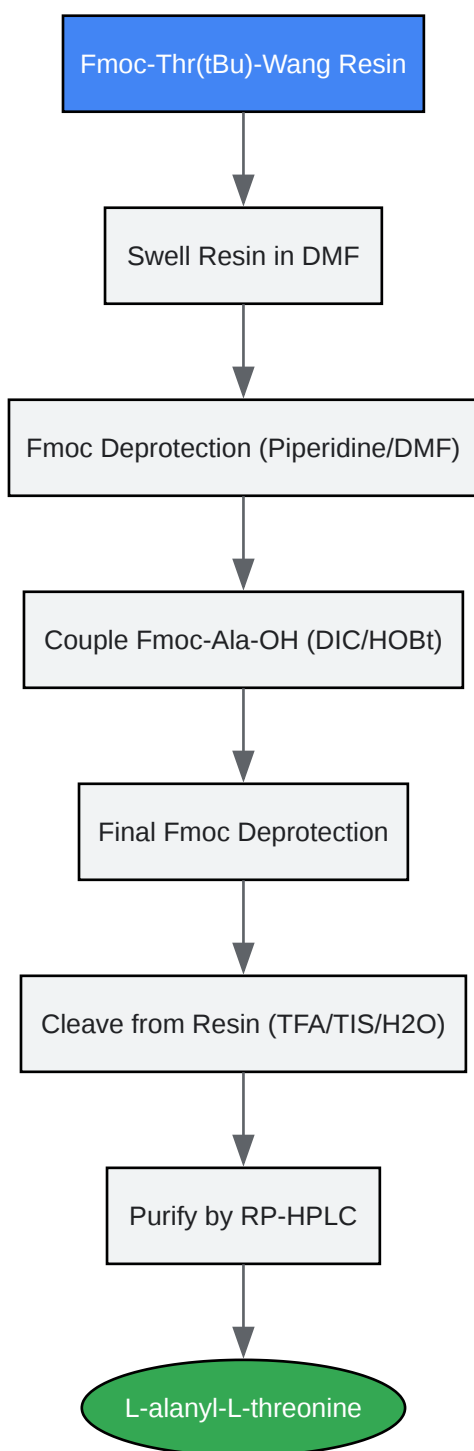 Fmoc-Thr(tBu)-Wang Resin
Swell Resin in DMF
Fmoc Deprotection (Piperidine/DMF)
Couple Fmoc-Ala-OH (DIC/HOBt)
Final Fmoc Deprotection
Cleave from Resin (TFA/TIS/H2O)
Purify by RP-HPLC
L-alanyl-L-threonine